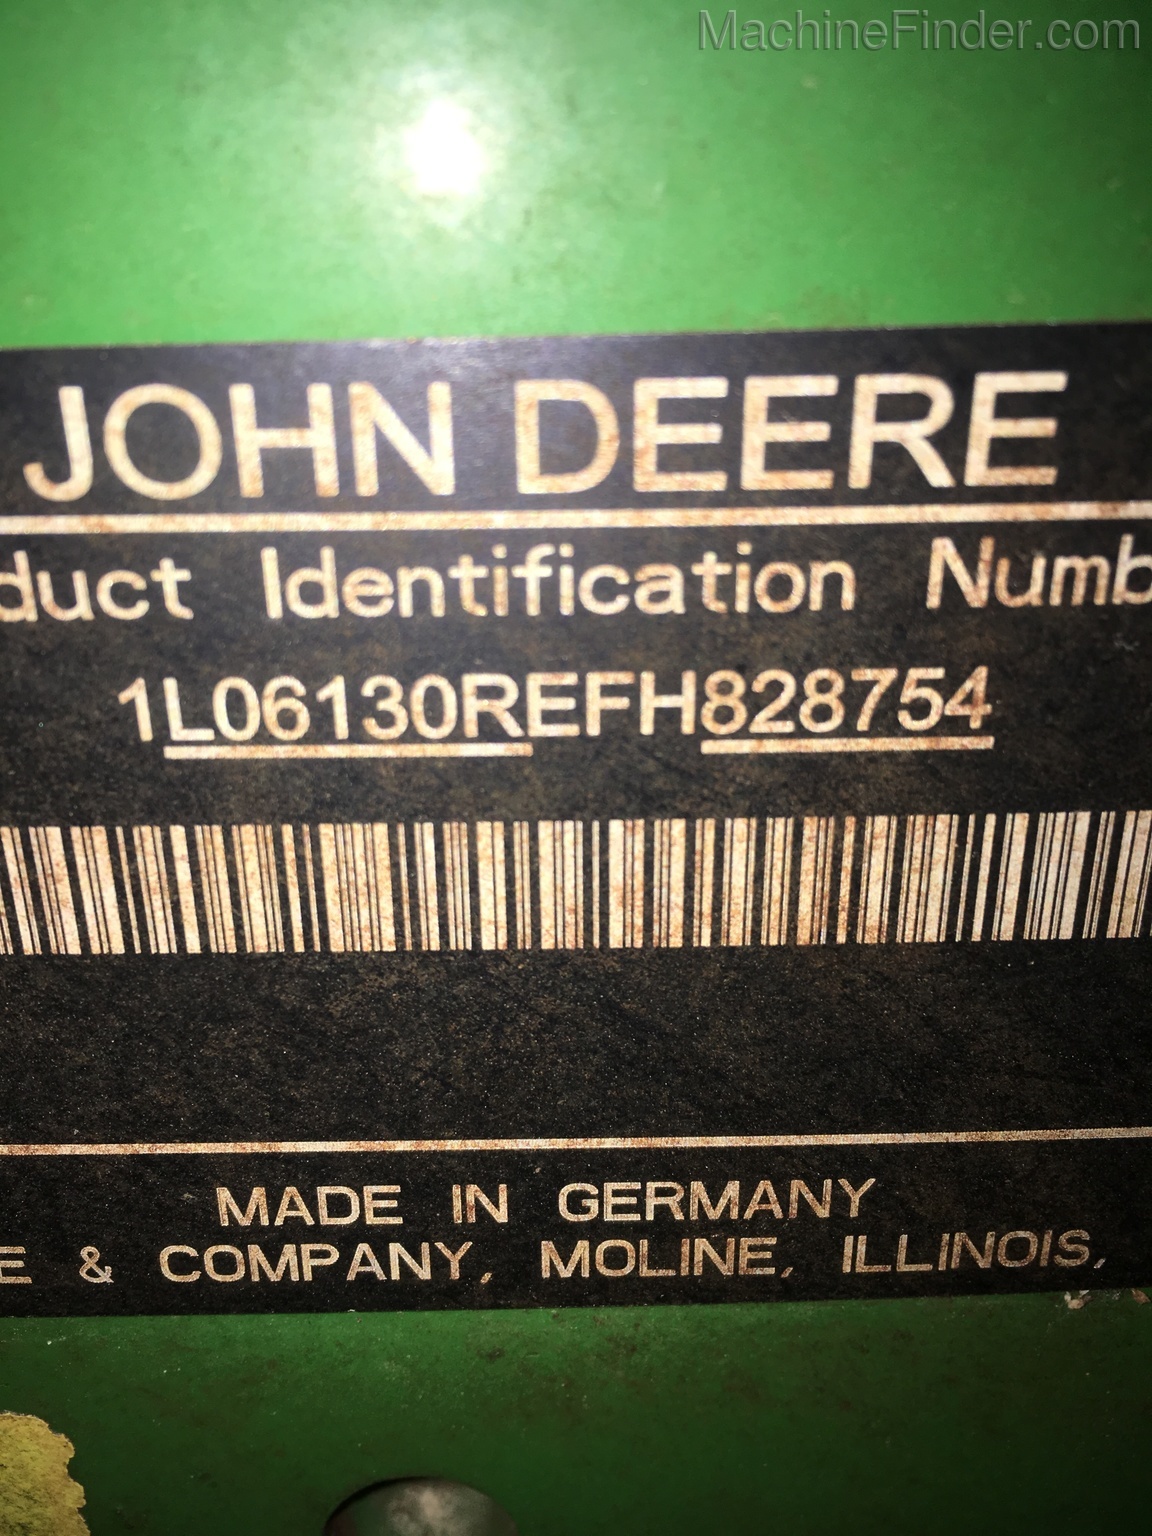 MachineFinder.com
JOHN DEERE
duct Identification Numb
1L06130REFH828754
MADE IN GERMANY
E & COMPANY, MOLINE, ILLINOIS,